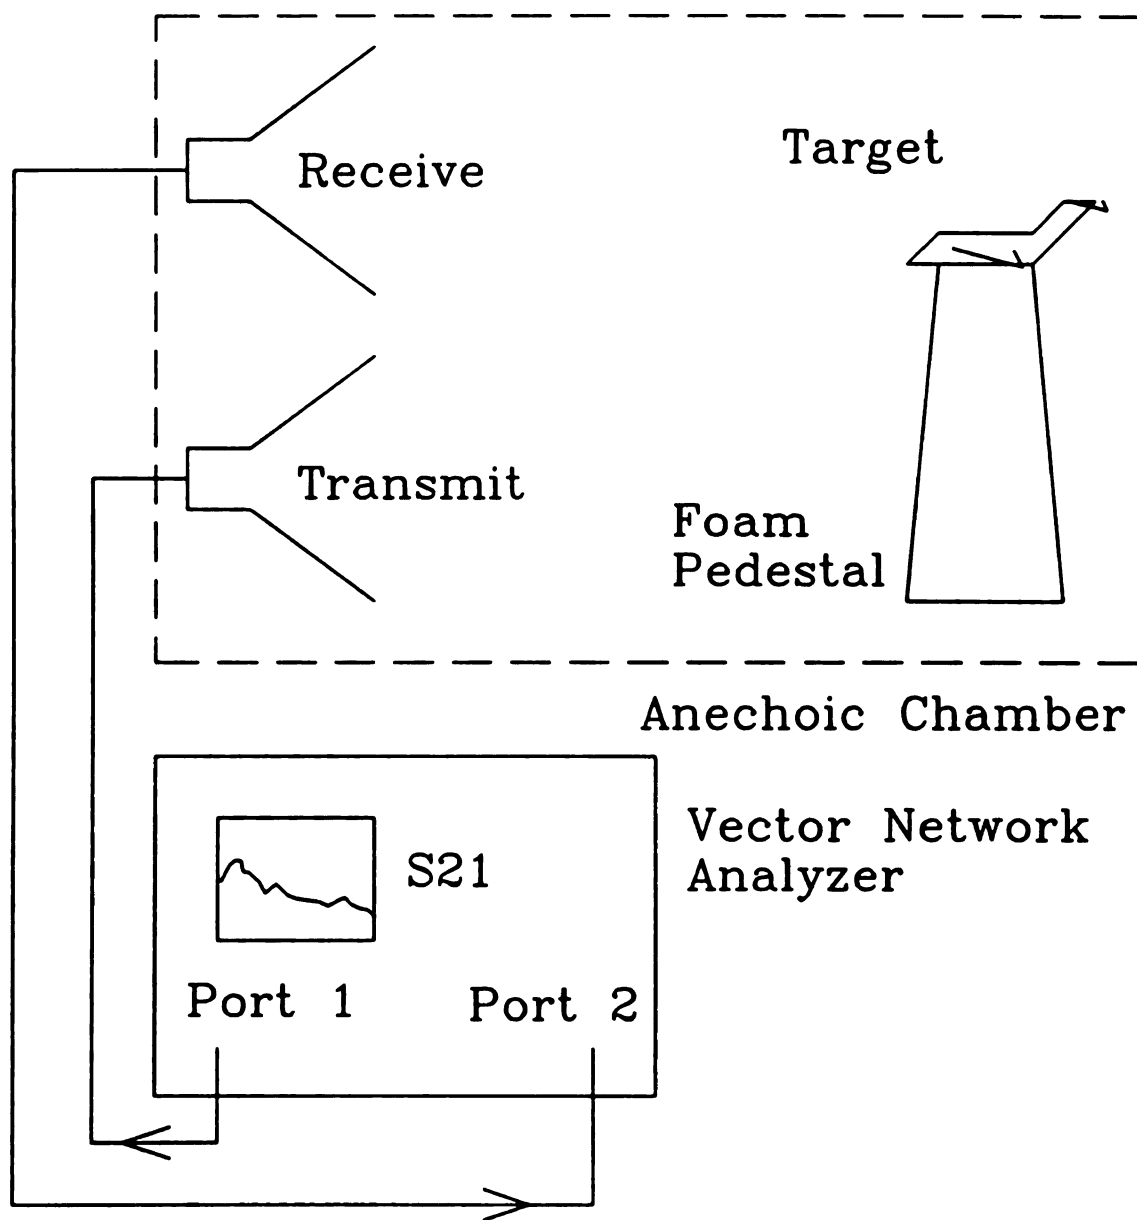 Receive
Target
Transmit
Foam
Pedestal
Anechoic Chamber
Vector Network
Analyzer
S21
Port 1
Port 2